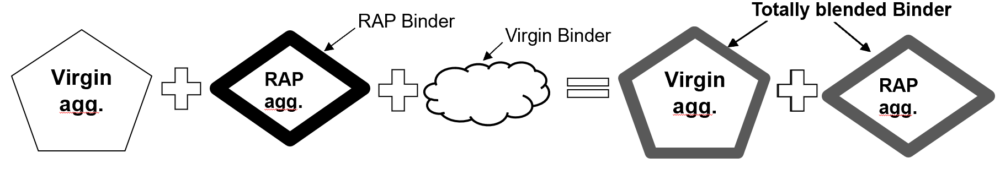 Virgin
agg.
RAP Binder
RAP
agg.
Virgin Binder
Totally blended Binder
Virgin
agg.
RAP
agg.